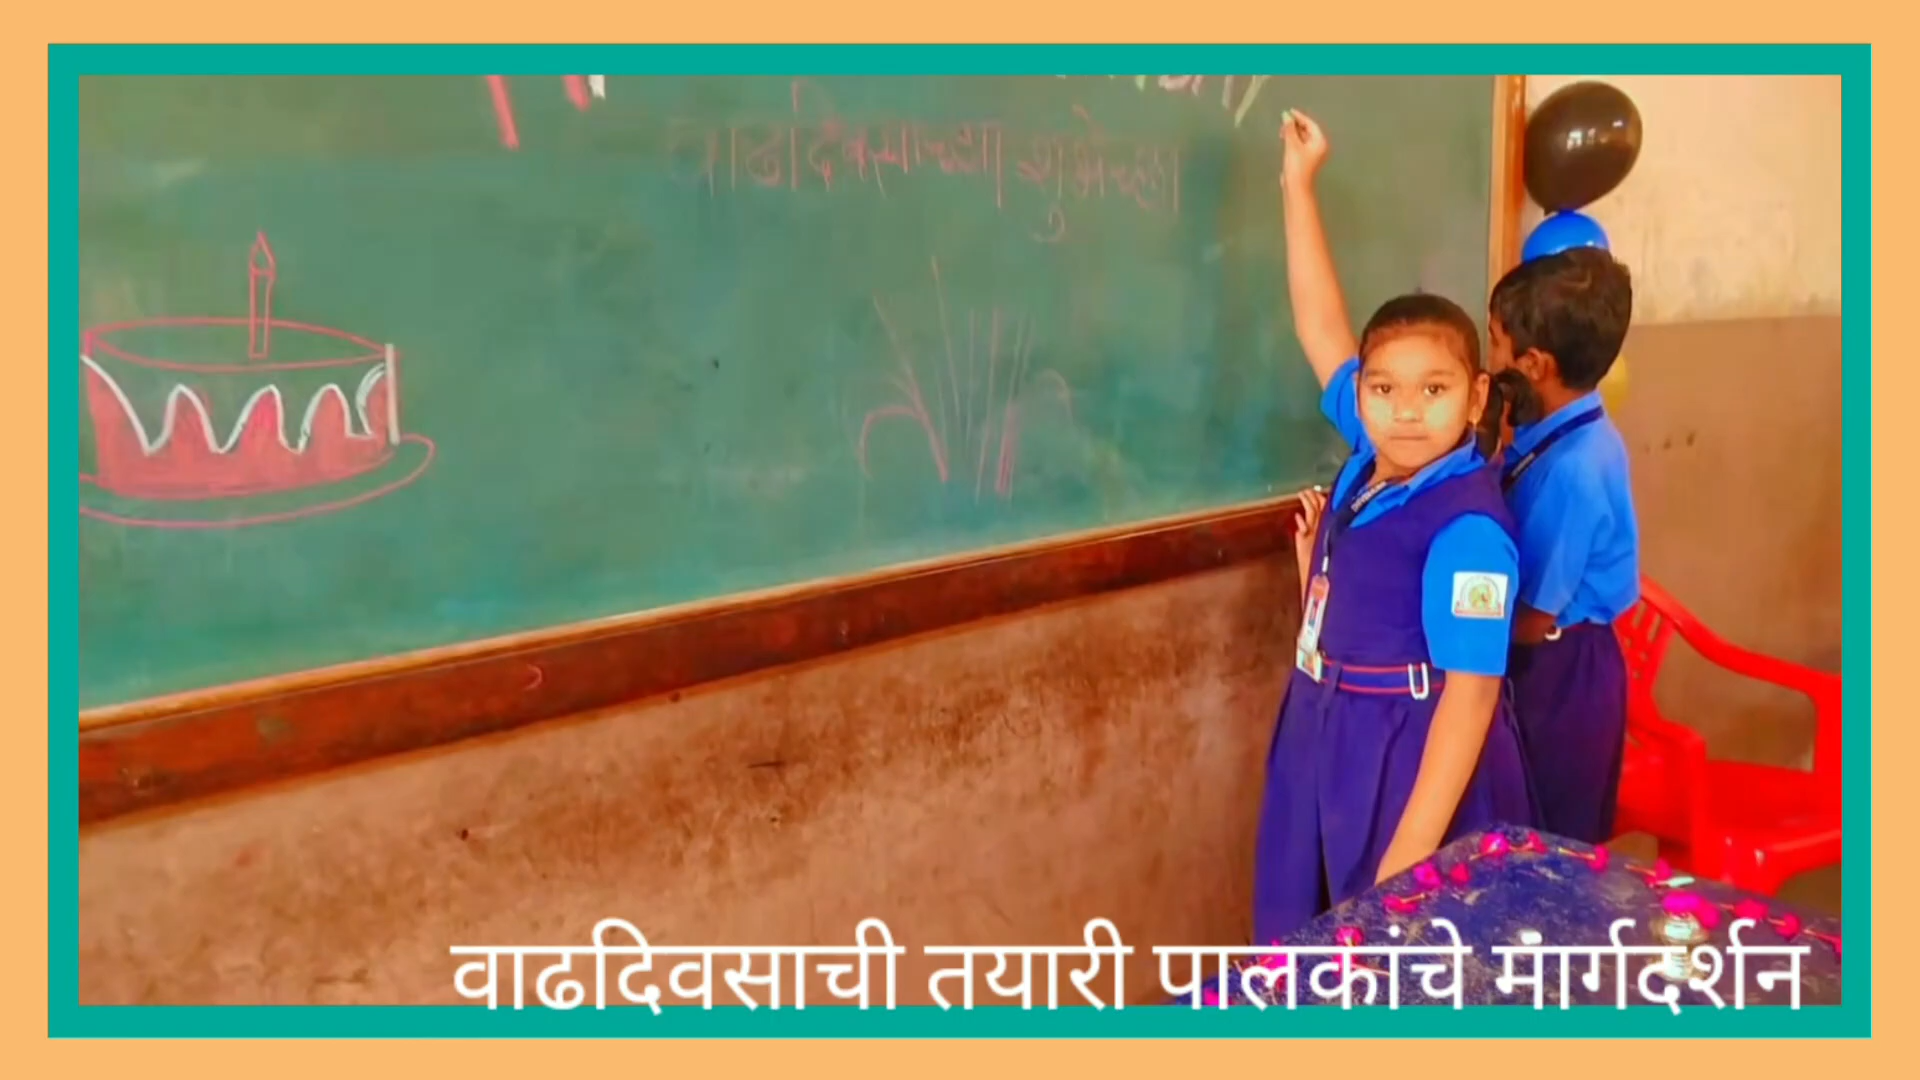 वाढदिवसाच्या शुभेच्छा
वाढदिवसाची तयारी पालकांचे मार्गदर्शन